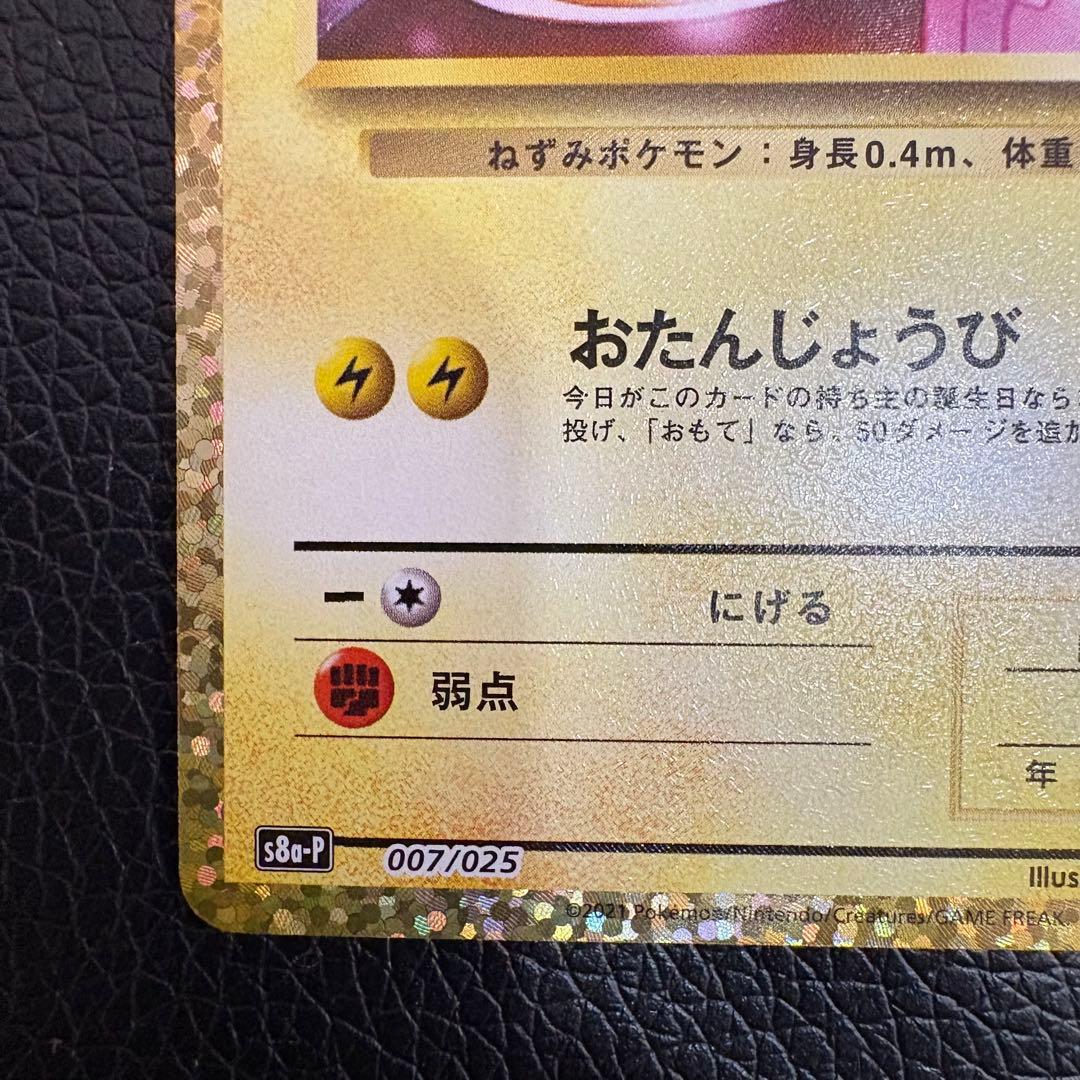 ねずみポケモン：身長0.4m、体重
おたんじょうび
今日がこのカードの持ち主の誕生日なら
投げ、「おもて」なら、50ダメージを追
にげる
弱点
年
s8a-P
007/025
Illus
©2021 Pokémon/Nintendo/Creatures/GAME FREAK.